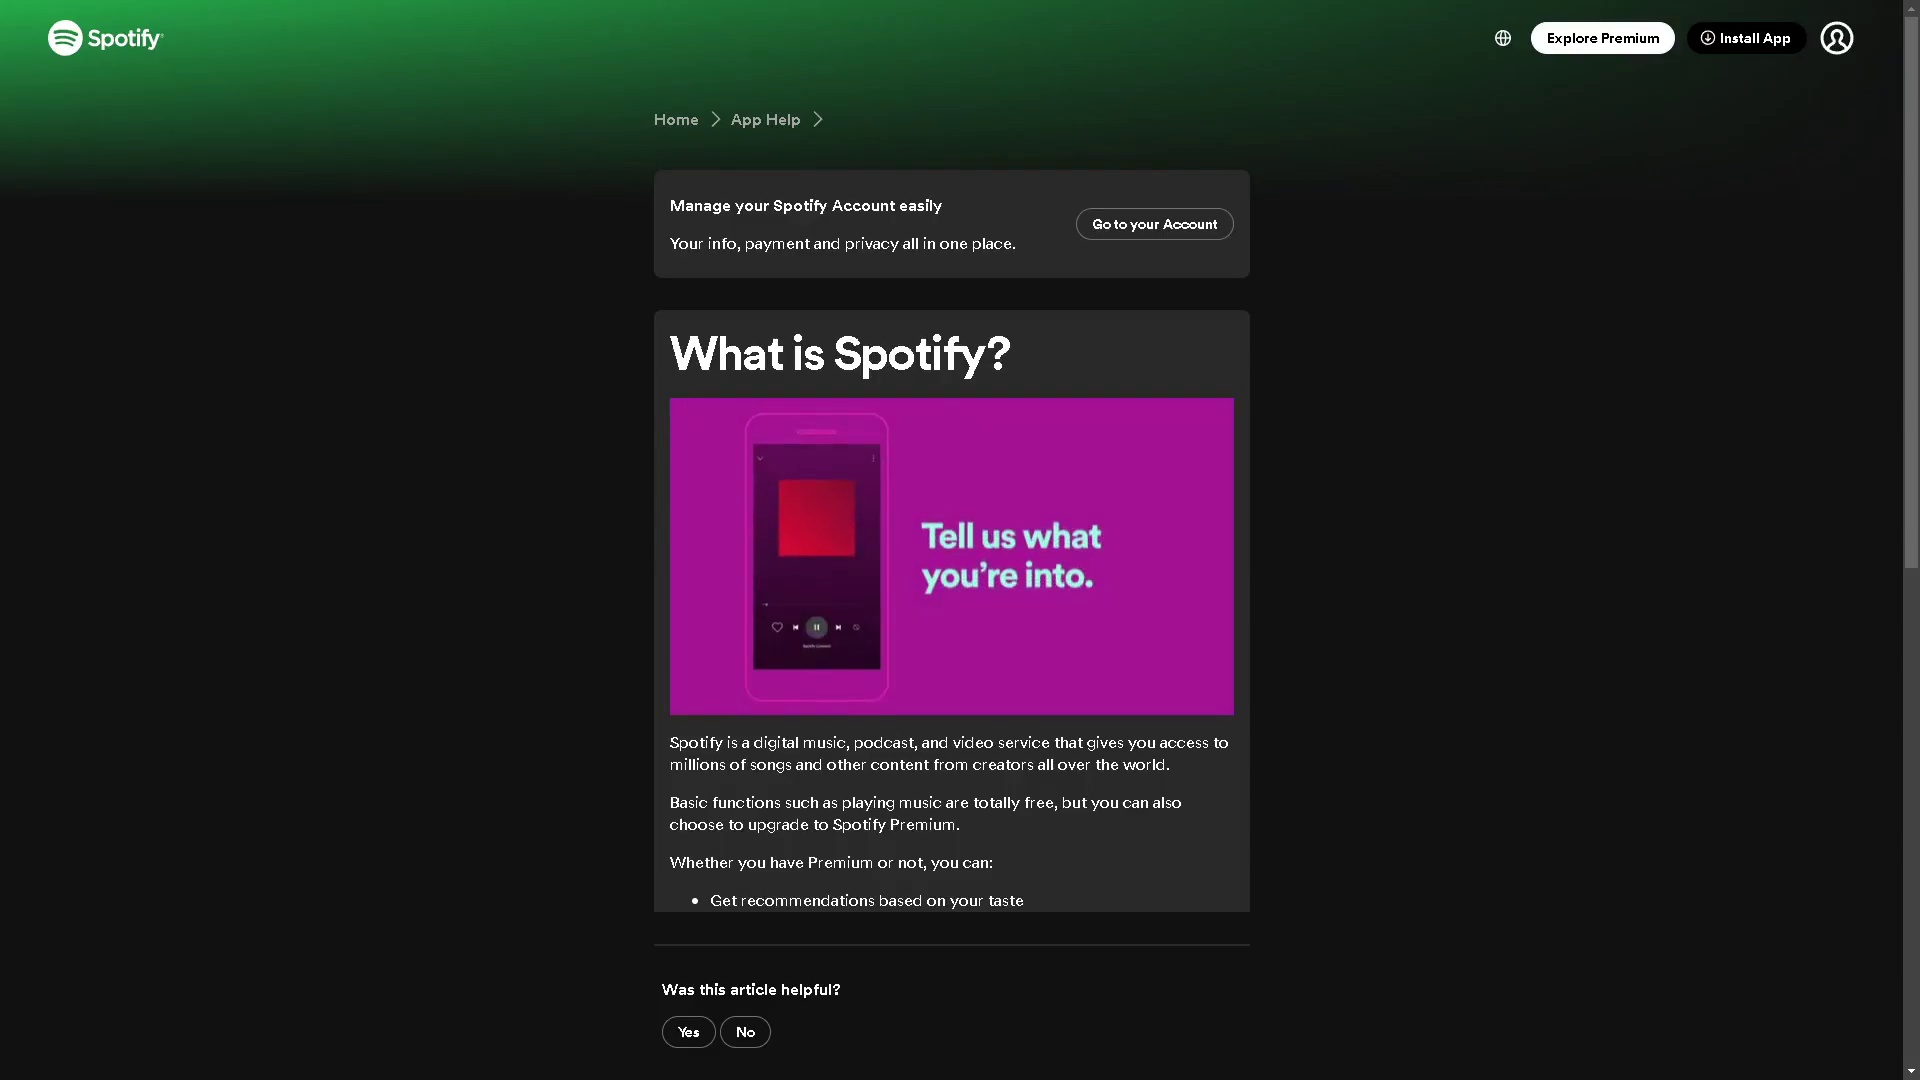 Spotify
Explore Premium
Install App
Home
App Help
Manage your Spotify Account easily
Your info, payment and privacy all in one place.
Go to your Account
What is Spotify?
Tell us what
you're into.
Spotify is a digital music, podcast, and video service that gives you access to
millions of songs and other content from creators all over the world.
Basic functions such as playing music are totally free, but you can also
choose to upgrade to Spotify Premium.
Whether you have Premium or not, you can:
• Get recommendations based on your taste
Was this article helpful?
Yes
No